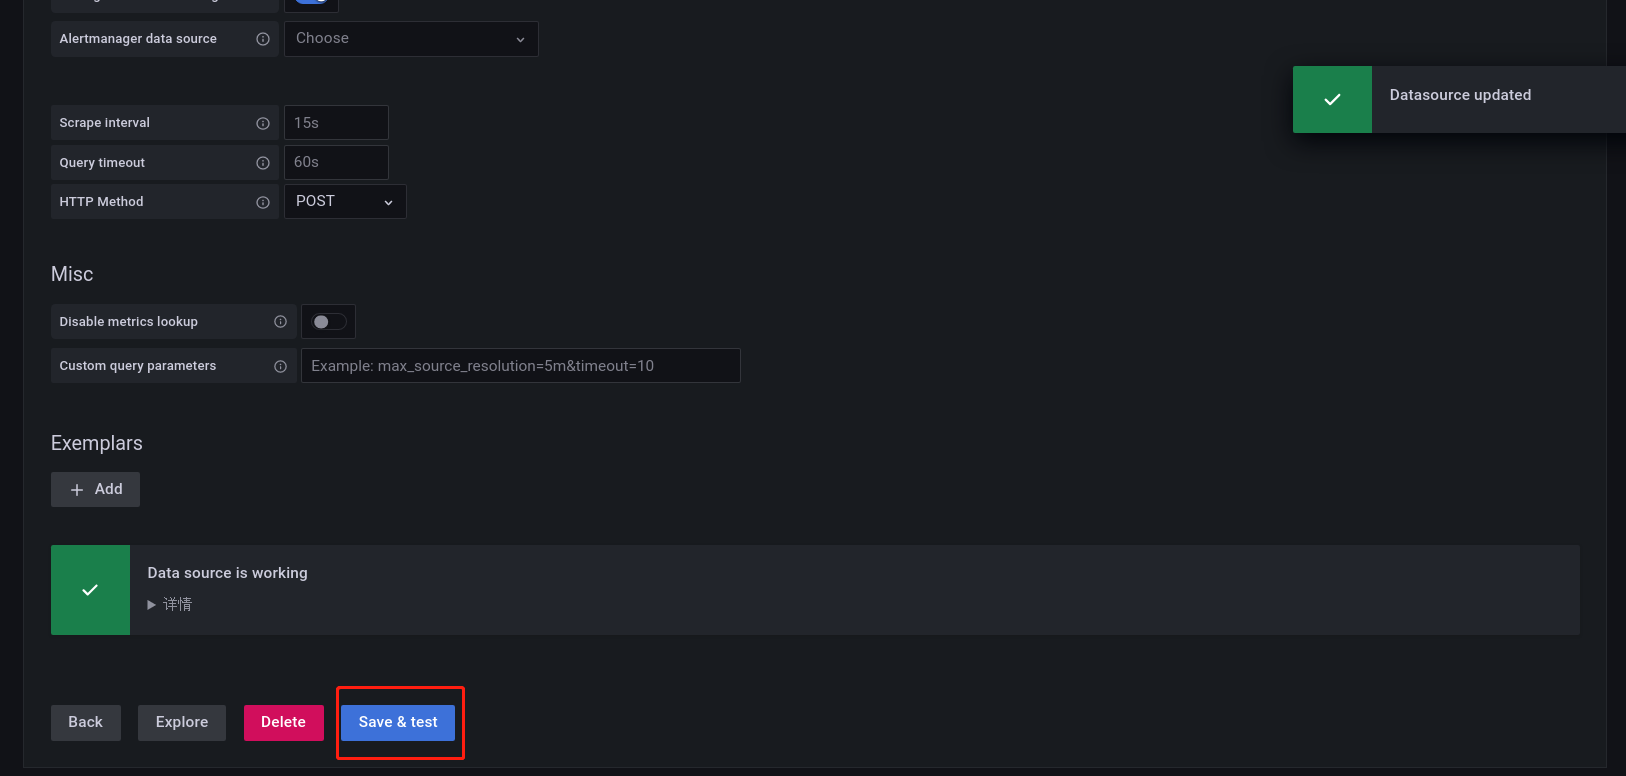 Alertmanager data source
Choose
Datasource updated
Scrape interval
15s
Query timeout
60s
HTTP Method
POST
Misc
Disable metrics lookup
Custom query parameters
Example: max_source_resolution=5m&timeout=10
Exemplars
Add
Data source is working
详情
Back
Explore
Delete
Save & test